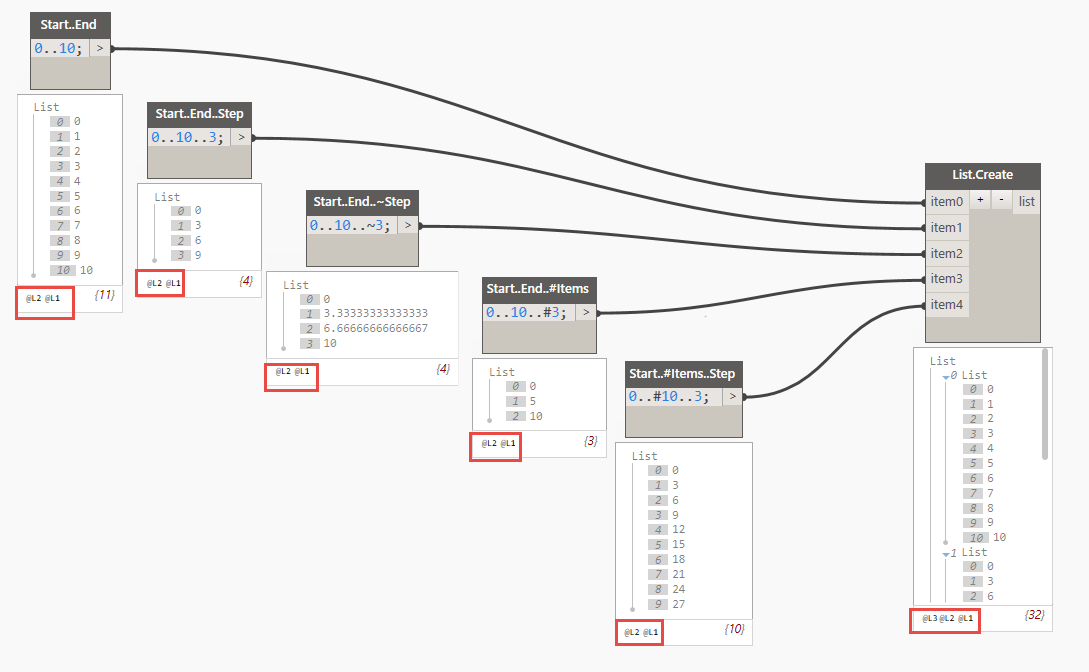 Start..End
0..10; >
List
0 0
1 1
2 2
3 3
4 4
5 5
6 6
7 7
8 8
9 9
10 10
@L2 @L1 {11}
Start..End..Step
0..10..3; >
List
0 0
1 3
2 6
3 9
@L2 @L1 {4}
Start..End..~Step
0..10..~3; >
List
0 0
1 3.33333333333333
2 6.66666666666667
3 10
@L2 @L1 {4}
Start..End..#Items
0..10..#3; >
List
0 0
1 5
2 10
@L2 @L1 {3}
Start..#Items..Step
0..#10..3; >
List
0 0
1 3
2 6
3 9
4 12
5 15
6 18
7 21
8 24
9 27
@L2 @L1 {10}
List.Create
item0 + - list
item1
item2
item3
item4
List
0 List
0 0
1 1
2 2
3 3
4 4
5 5
6 6
7 7
8 8
9 9
10 10
1 List
0 0
1 3
2 6
@L3 @L2 @L1 {32}